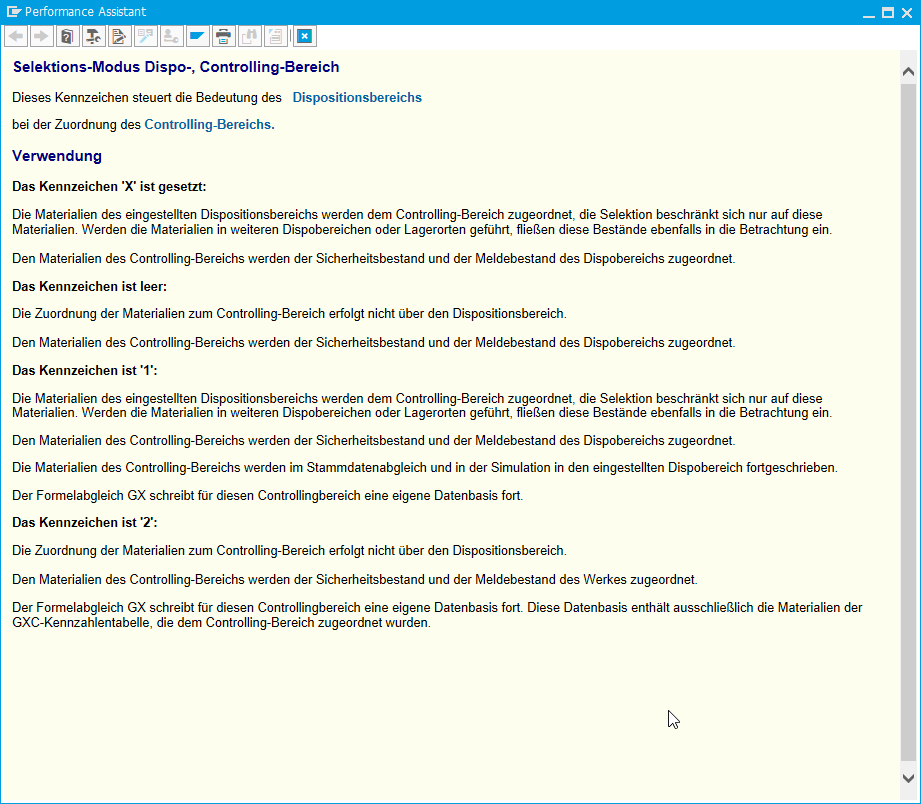 Performance Assistant
Selektions-Modus Dispo-, Controlling-Bereich
Dieses Kennzeichen steuert die Bedeutung des Dispositionsbereichs
bei der Zuordnung des Controlling-Bereichs.
Verwendung
Das Kennzeichen 'X' ist gesetzt:
Die Materialien des eingestellten Dispositionsbereichs werden dem Controlling-Bereich zugeordnet, die Selektion beschränkt sich nur auf diese
Materialien. Werden die Materialien in weiteren Dispobereichen oder Lagerorten geführt, fließen diese Bestände ebenfalls in die Betrachtung ein.
Den Materialien des Controlling-Bereichs werden der Sicherheitsbestand und der Meldebestand des Dispobereichs zugeordnet.
Das Kennzeichen ist leer:
Die Zuordnung der Materialien zum Controlling-Bereich erfolgt nicht über den Dispositionsbereich.
Den Materialien des Controlling-Bereichs werden der Sicherheitsbestand und der Meldebestand des Dispobereichs zugeordnet.
Das Kennzeichen ist '1':
Die Materialien des eingestellten Dispositionsbereichs werden dem Controlling-Bereich zugeordnet, die Selektion beschränkt sich nur auf diese
Materialien. Werden die Materialien in weiteren Dispobereichen oder Lagerorten geführt, fließen diese Bestände ebenfalls in die Betrachtung ein.
Den Materialien des Controlling-Bereichs werden der Sicherheitsbestand und der Meldebestand des Dispobereichs zugeordnet.
Die Materialien des Controlling-Bereichs werden im Stammdatenabgleich und in der Simulation in den eingestellten Dispobereich fortgeschrieben.
Der Formelabgleich GX schreibt für diesen Controllingbereich eine eigene Datenbasis fort.
Das Kennzeichen ist '2':
Die Zuordnung der Materialien zum Controlling-Bereich erfolgt nicht über den Dispositionsbereich.
Den Materialien des Controlling-Bereichs werden der Sicherheitsbestand und der Meldebestand des Werkes zugeordnet.
Der Formelabgleich GX schreibt für diesen Controllingbereich eine eigene Datenbasis fort. Diese Datenbasis enthält ausschließlich die Materialien der
GXC-Kennzahlentabelle, die dem Controlling-Bereich zugeordnet wurden.